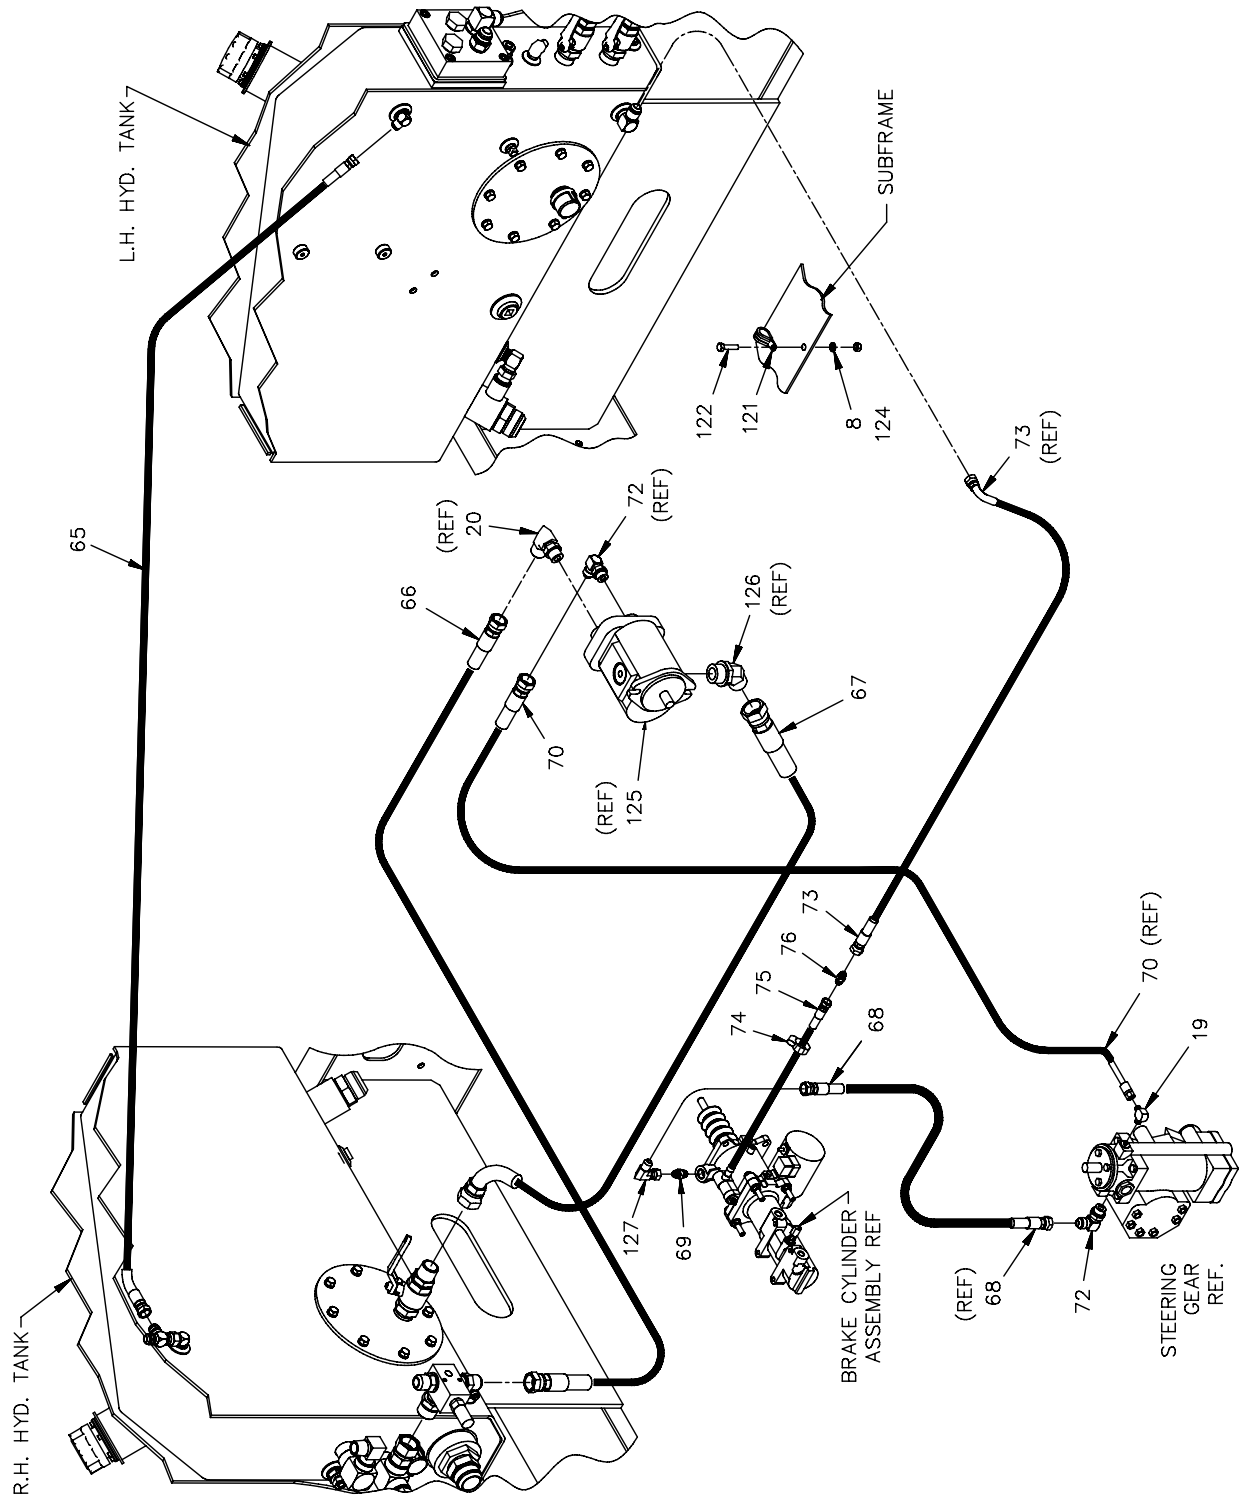 L.H. HYD. TANK
65
SUBFRAME
122
121
8
124
73
(REF)
(REF)
20
72
(REF)
66
126
(REF)
70
67
(REF)
125
73
76
75
74
68
70 (REF)
19
127
69
R.H. HYD. TANK
BRAKE CYLINDER
ASSEMBLY REF
(REF)
68
72
STEERING
GEAR
REF.